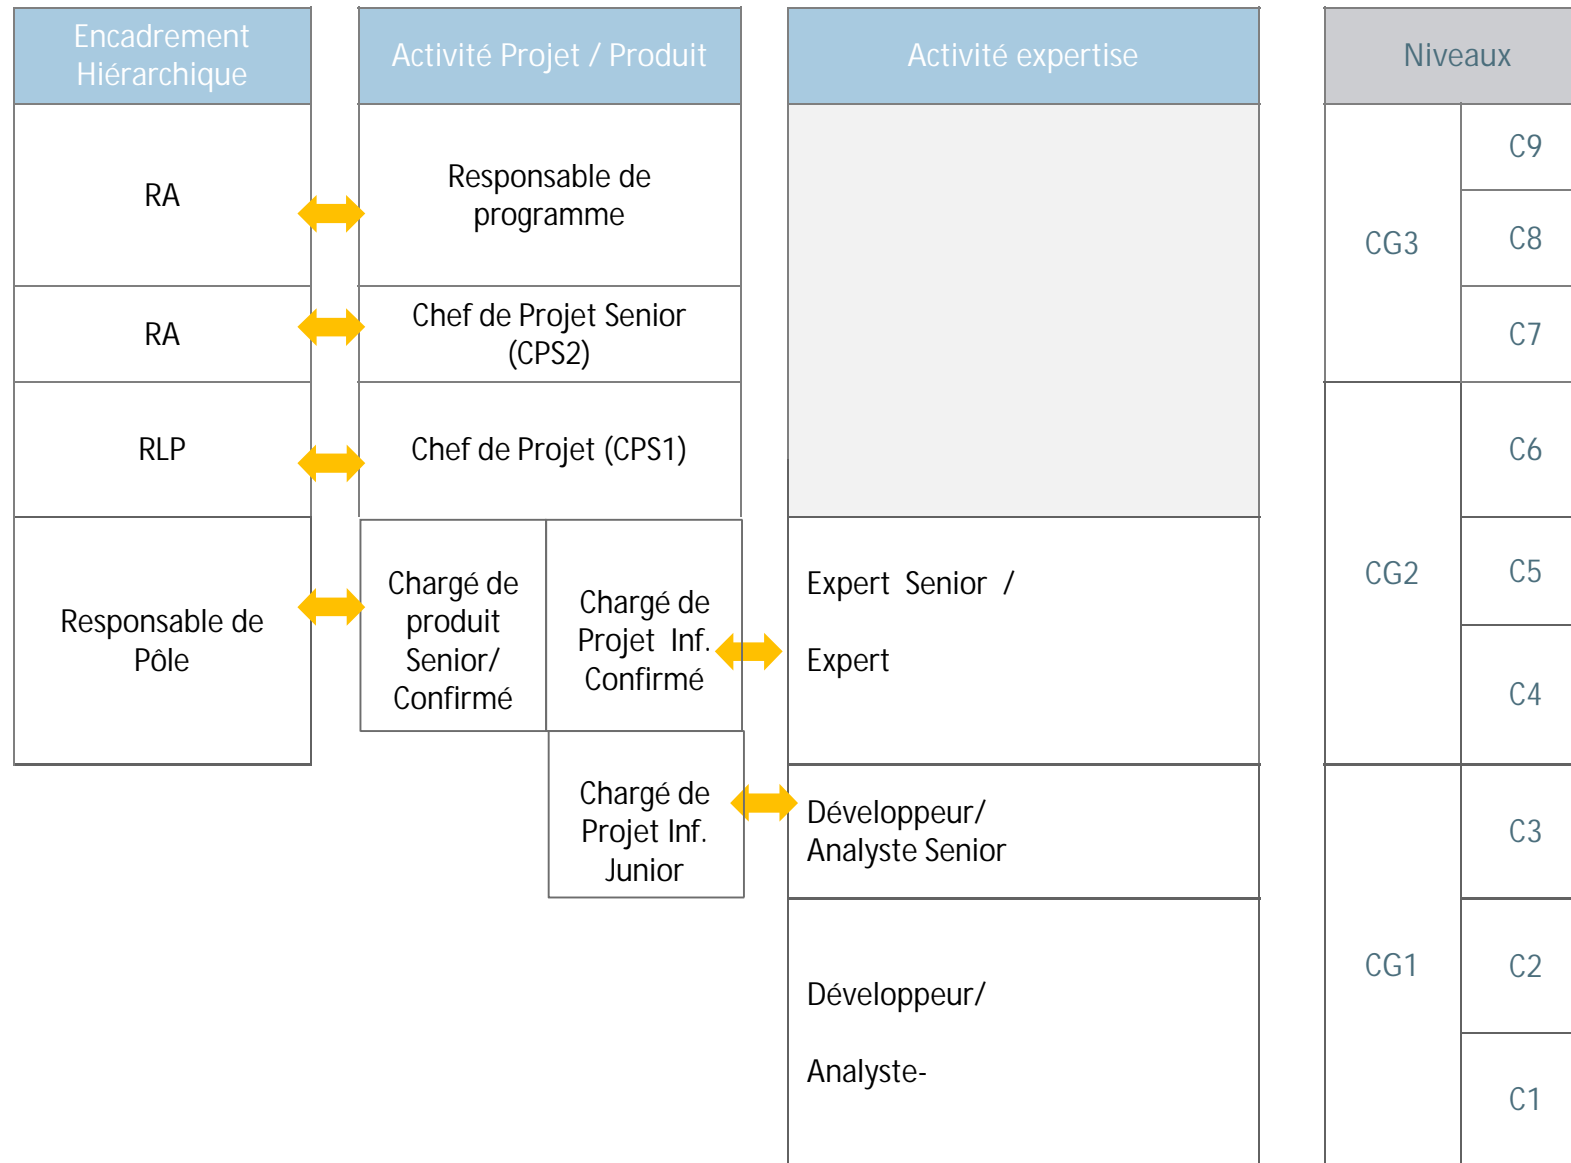 Encadrement
Hiérarchique
Activité Projet / Produit
Activité expertise
Niveaux
RA
Responsable de
programme
CG3
C9
C8
RA
Chef de Projet Senior
(CPS2)
C7
RLP
Chef de Projet (CPS1)
CG2
C6
Responsable de
Pôle
Chargé de
produit
Senior/
Confirmé
Chargé de
Projet Inf.
Confirmé
Expert Senior /
Expert
C5
C4
Chargé de
Projet Inf.
Junior
Développeur/
Analyste Senior
CG1
C3
Développeur/
Analyste-
C2
C1